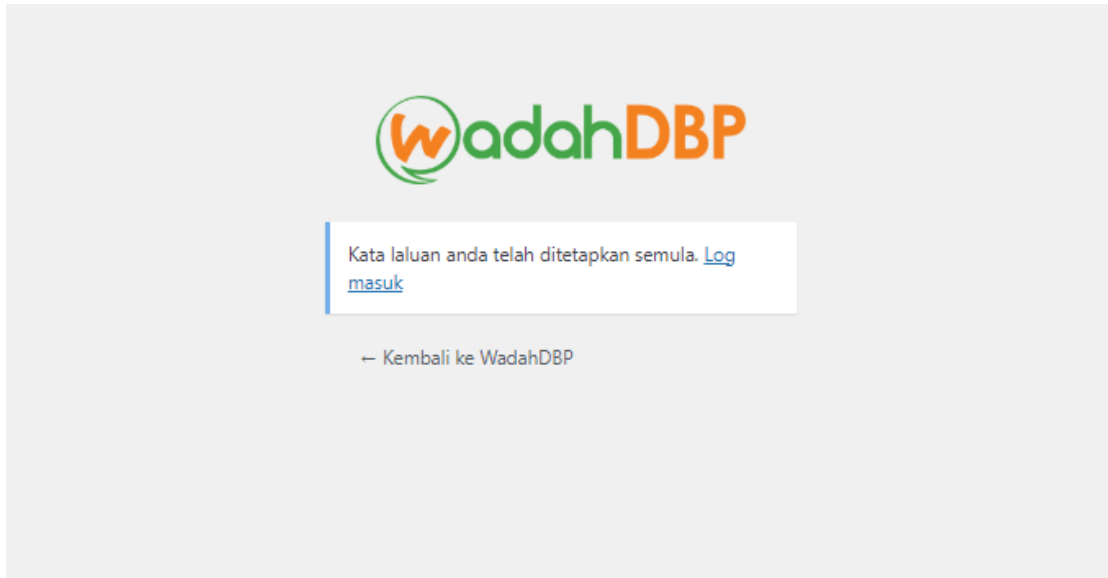 WadahDBP
Kata laluan anda telah ditetapkan semula. Log
masuk
← Kembali ke WadahDBP